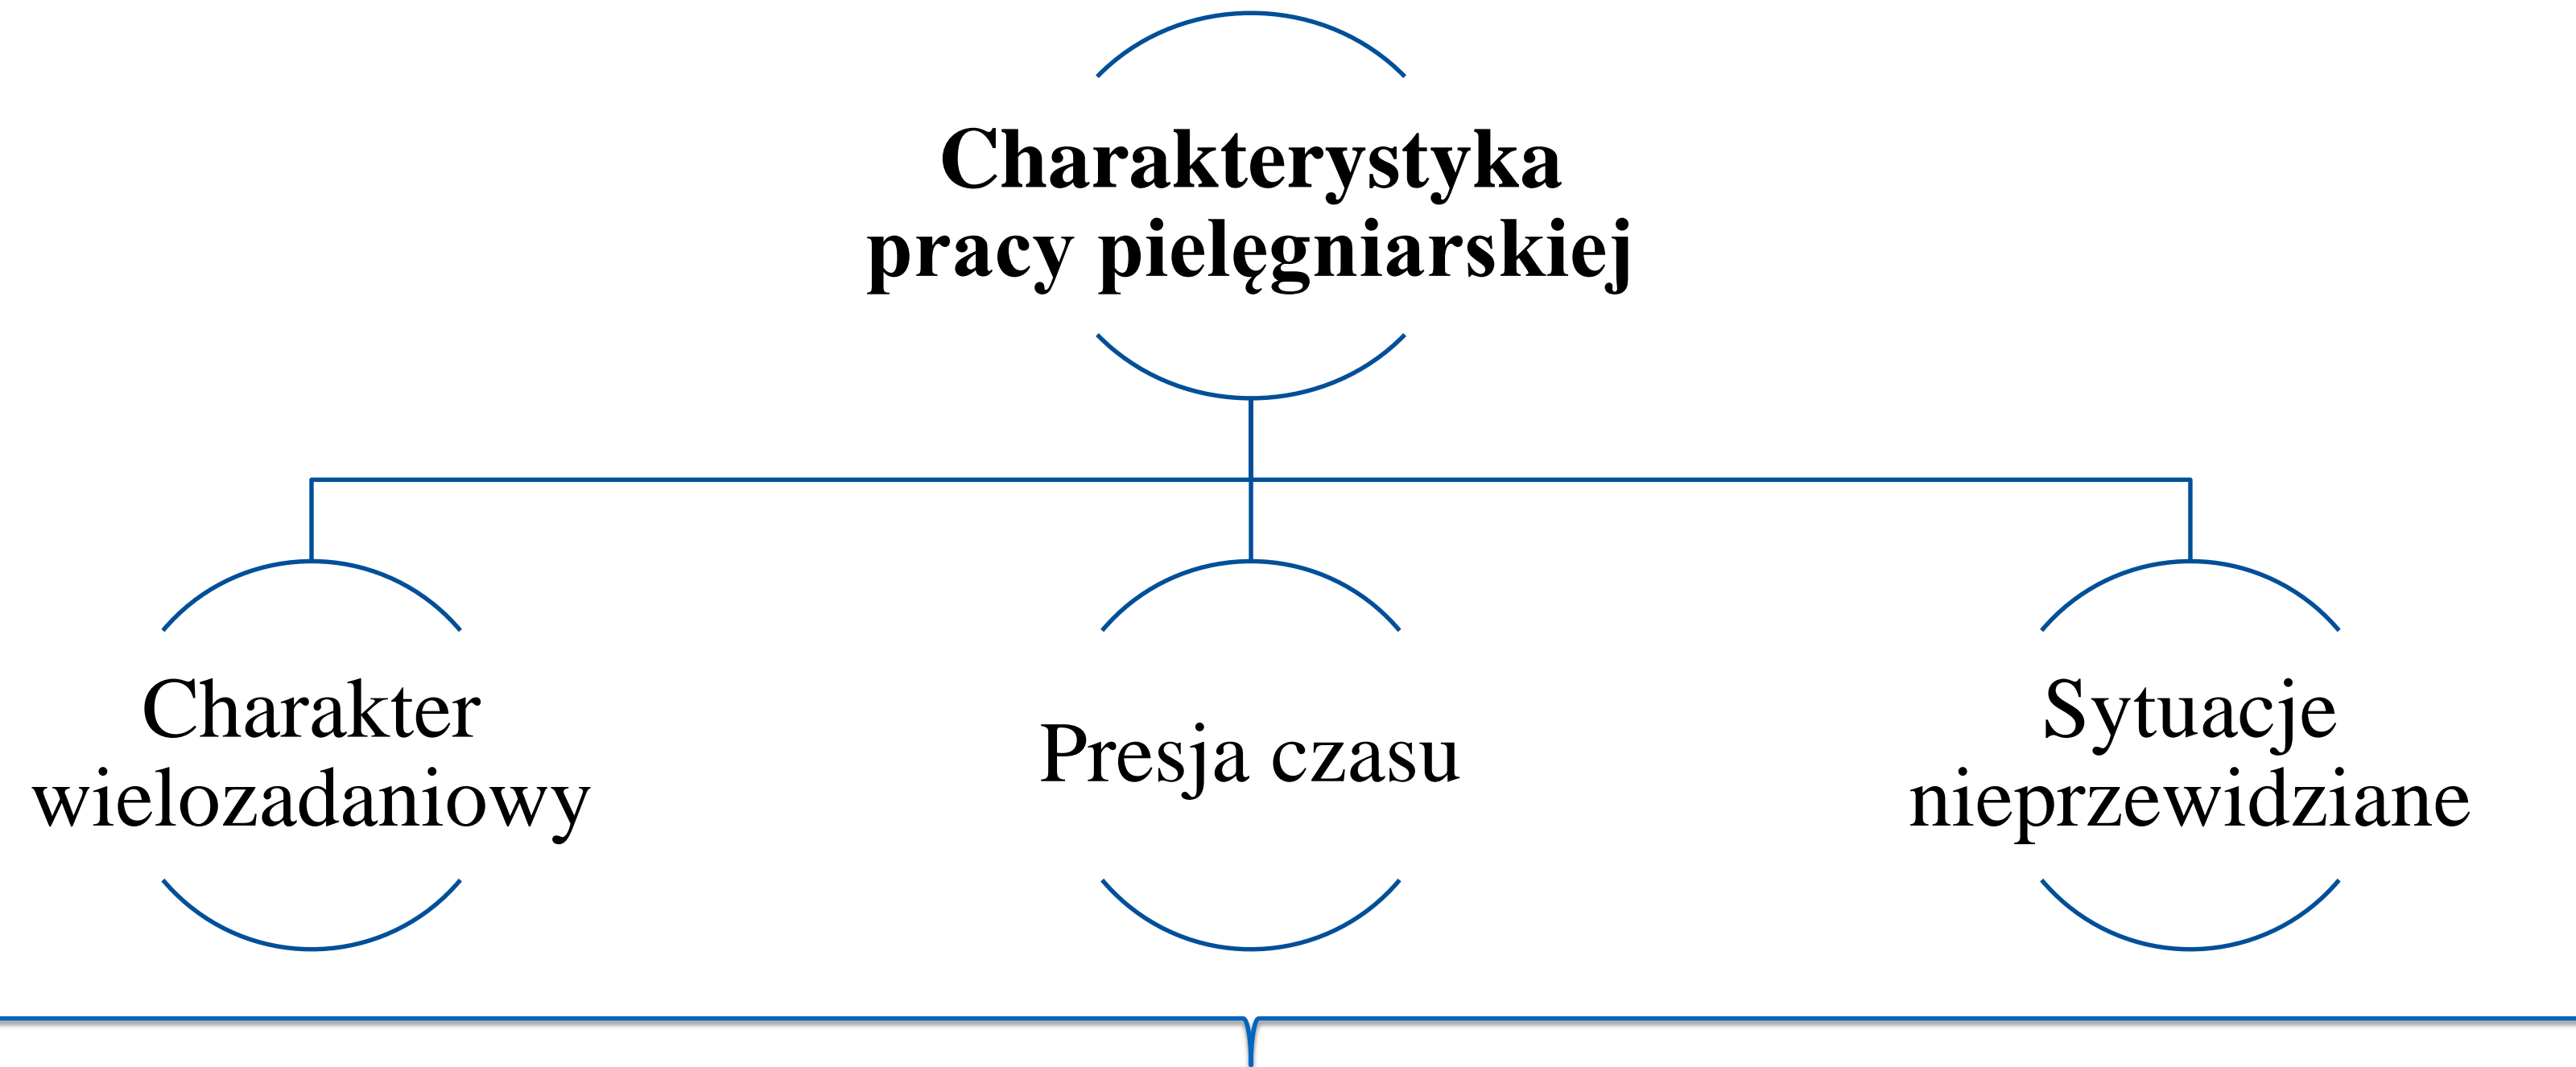 Charakterystyka
pracy pielęgniarskiej
Charakter
wielozadaniowy
Presja czasu
Sytuacje
nieprzewidziane